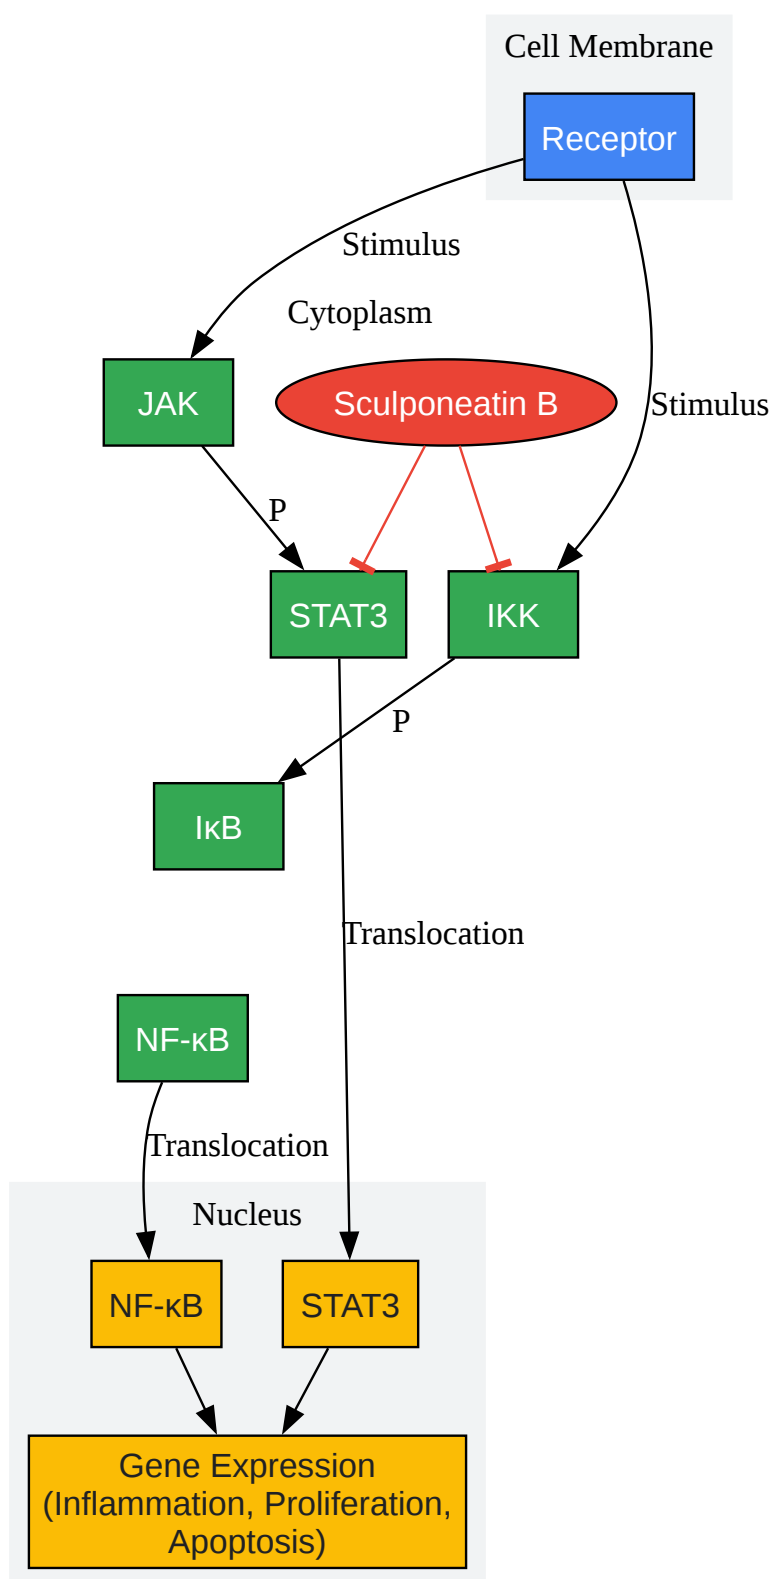 Cell Membrane
Receptor
Stimulus
Cytoplasm
JAK
Sculponeatin B
Stimulus
P
STAT3
IKK
P
IκB
Translocation
NF-κB
Translocation
Nucleus
NF-κB
STAT3
Gene Expression
(Inflammation, Proliferation,
Apoptosis)